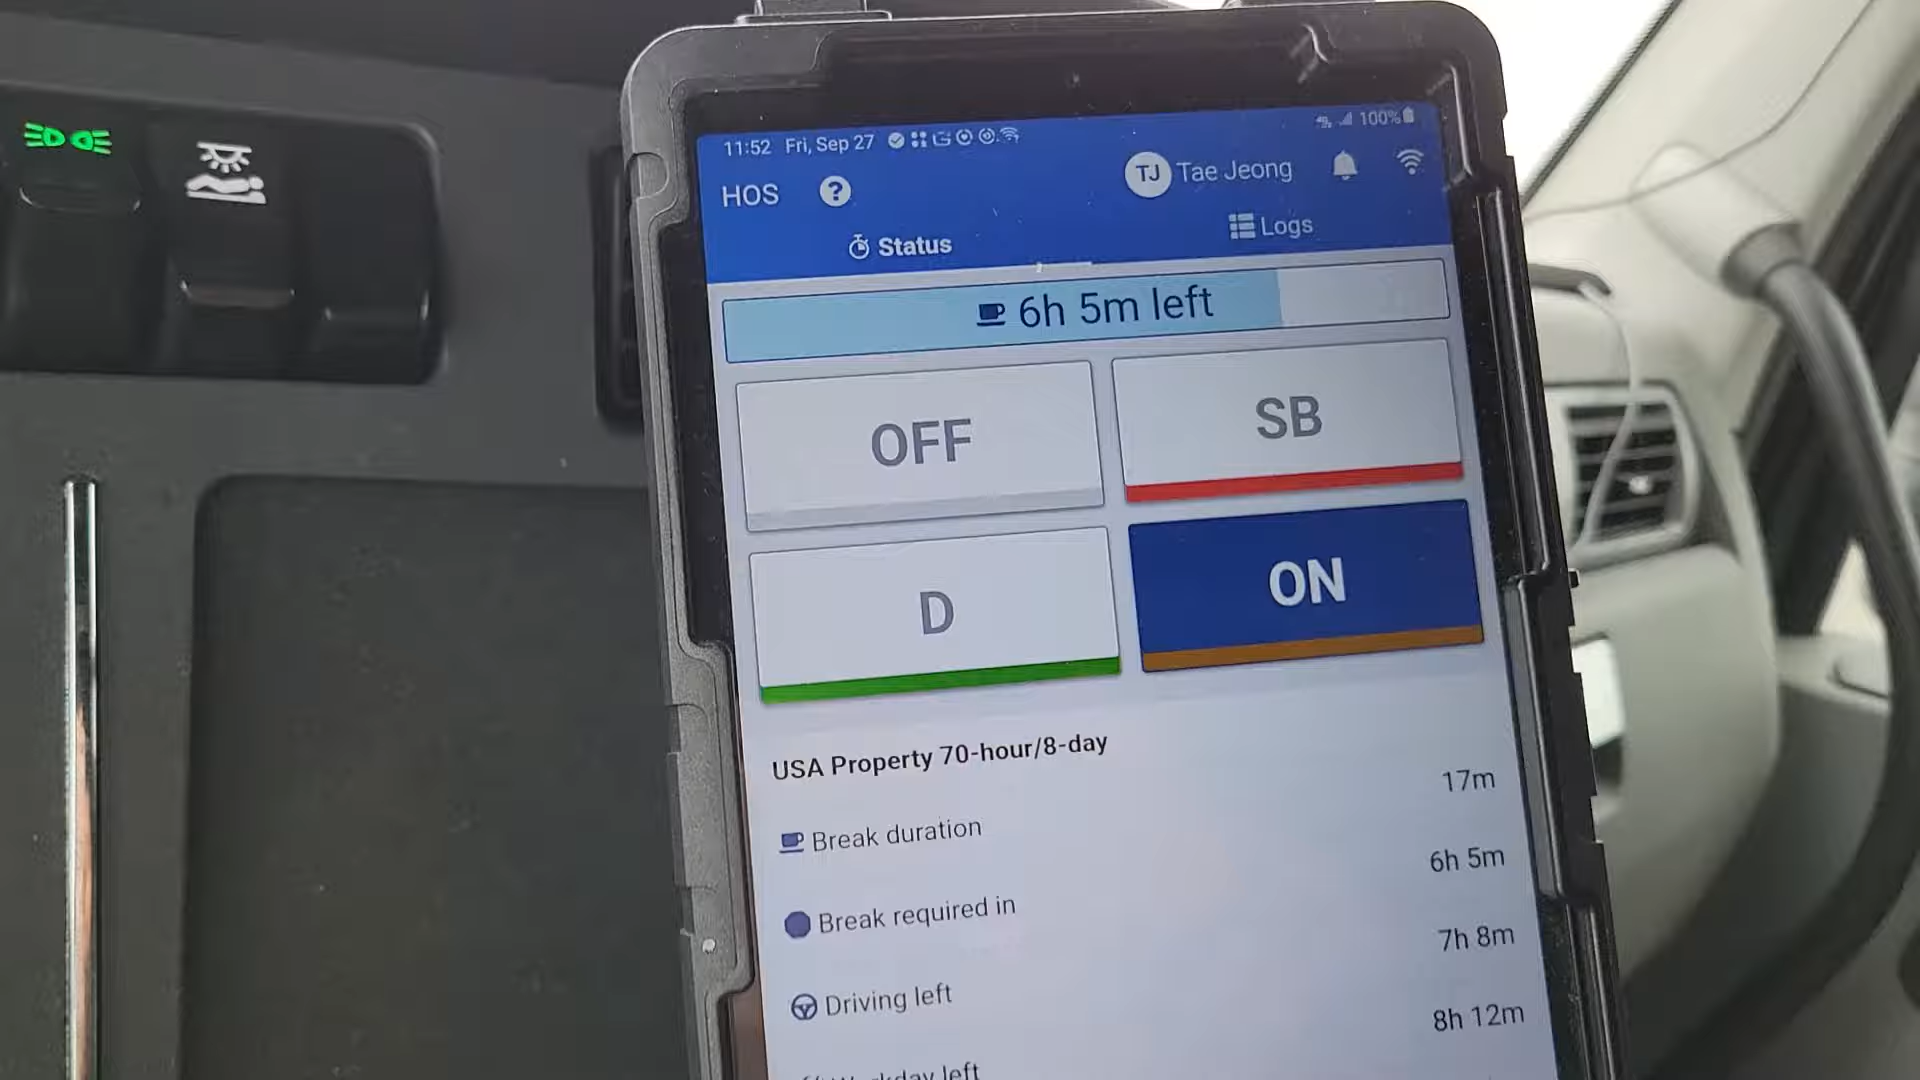 11:52 Fri, Sep 27
100%
HOS ?
TJ Tae Jeong
Status
Logs
6h 5m left
OFF
SB
D
ON
USA Property 70-hour/8-day
Break duration 17m
Break required in 6h 5m
Driving left 7h 8m
8h 12m
left